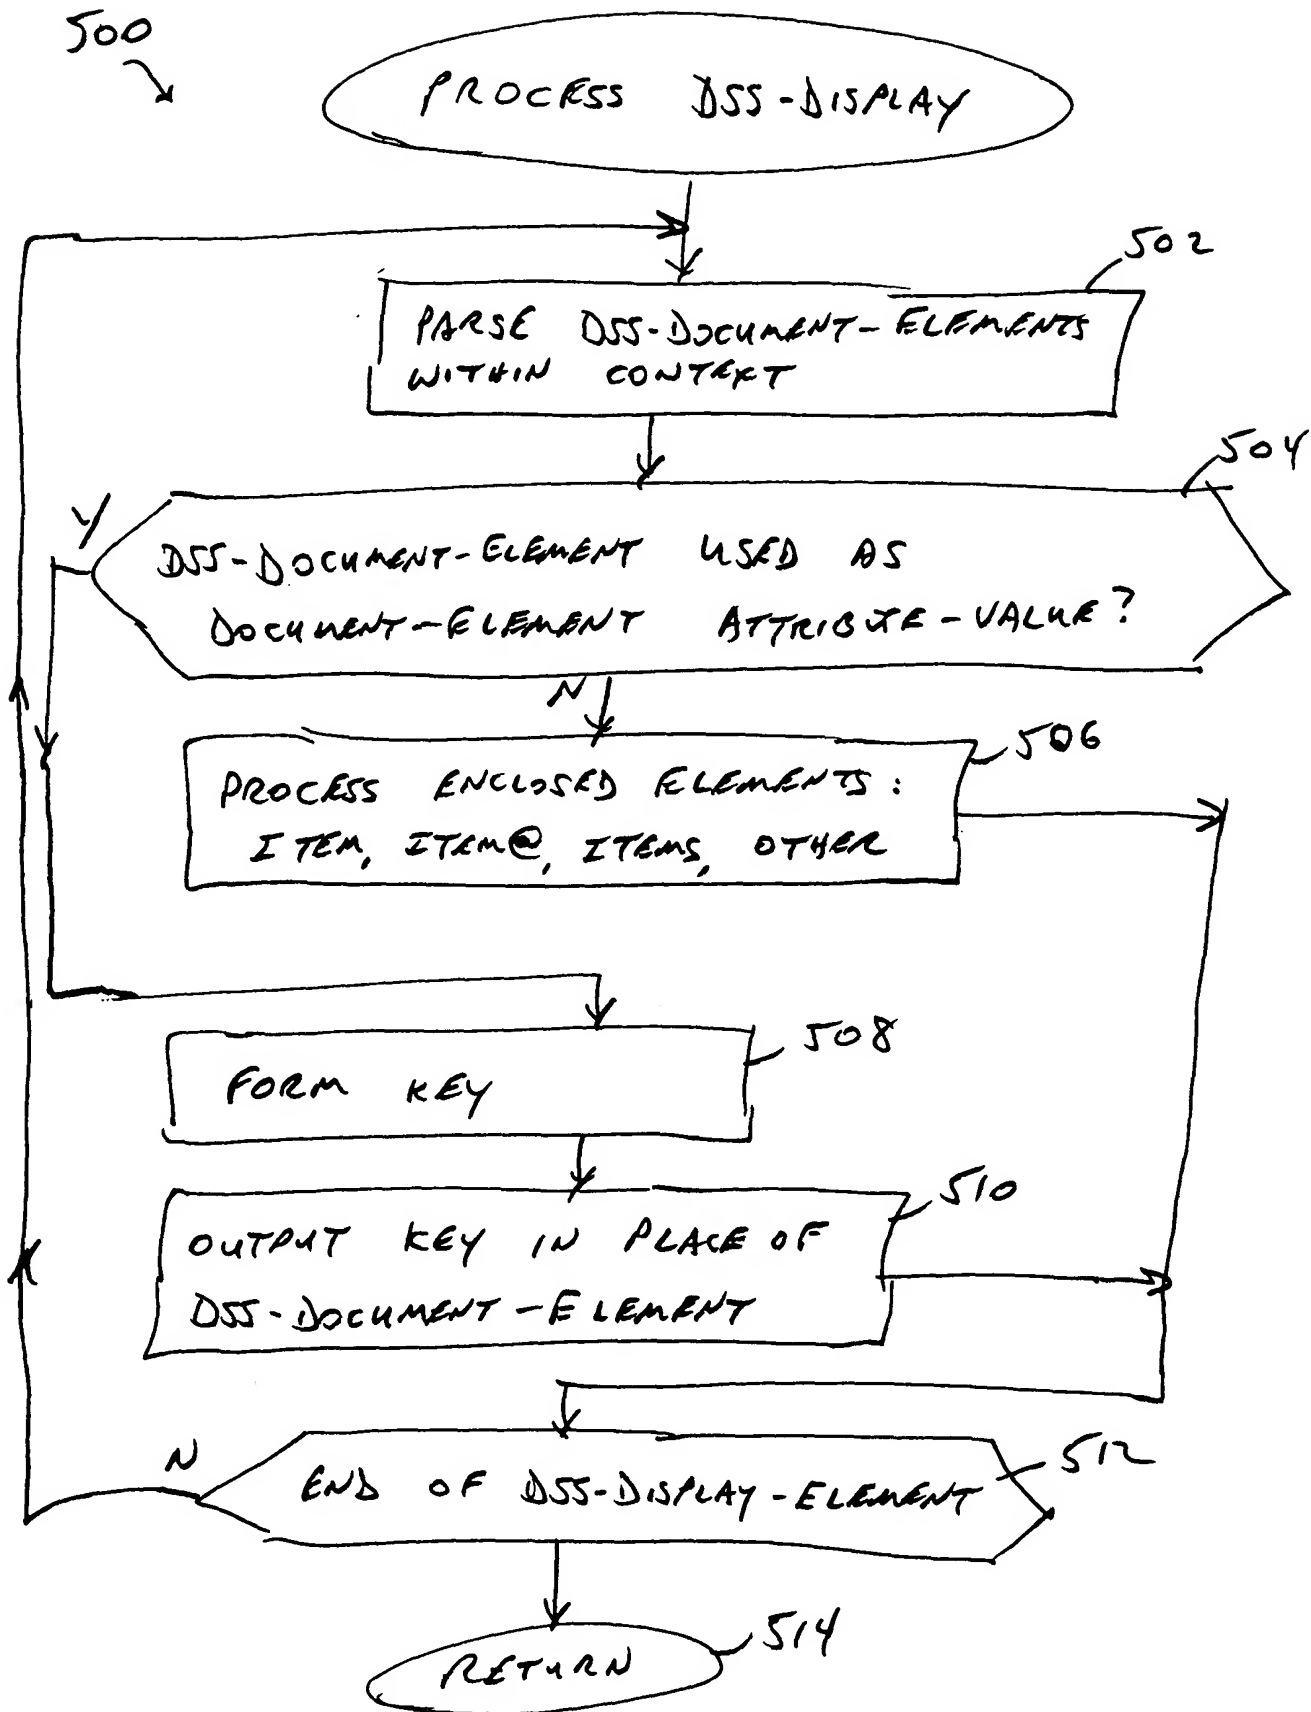 500
PROCESS DSS-DISPLAY
502
PARSE DSS-DOCUMENT-ELEMENTS
WITHIN CONTEXT
504
Y
DSS-DOCUMENT-ELEMENT USED AS
DOCUMENT-ELEMENT ATTRIBUTE-VALUE?
N
506
PROCESS ENCLOSED ELEMENTS:
ITEM, ITEM@, ITEMS, OTHER
508
FORM KEY
510
OUTPUT KEY IN PLACE OF
DSS-DOCUMENT-ELEMENT
N
512
END OF DSS-DISPLAY-ELEMENT
514
RETURN